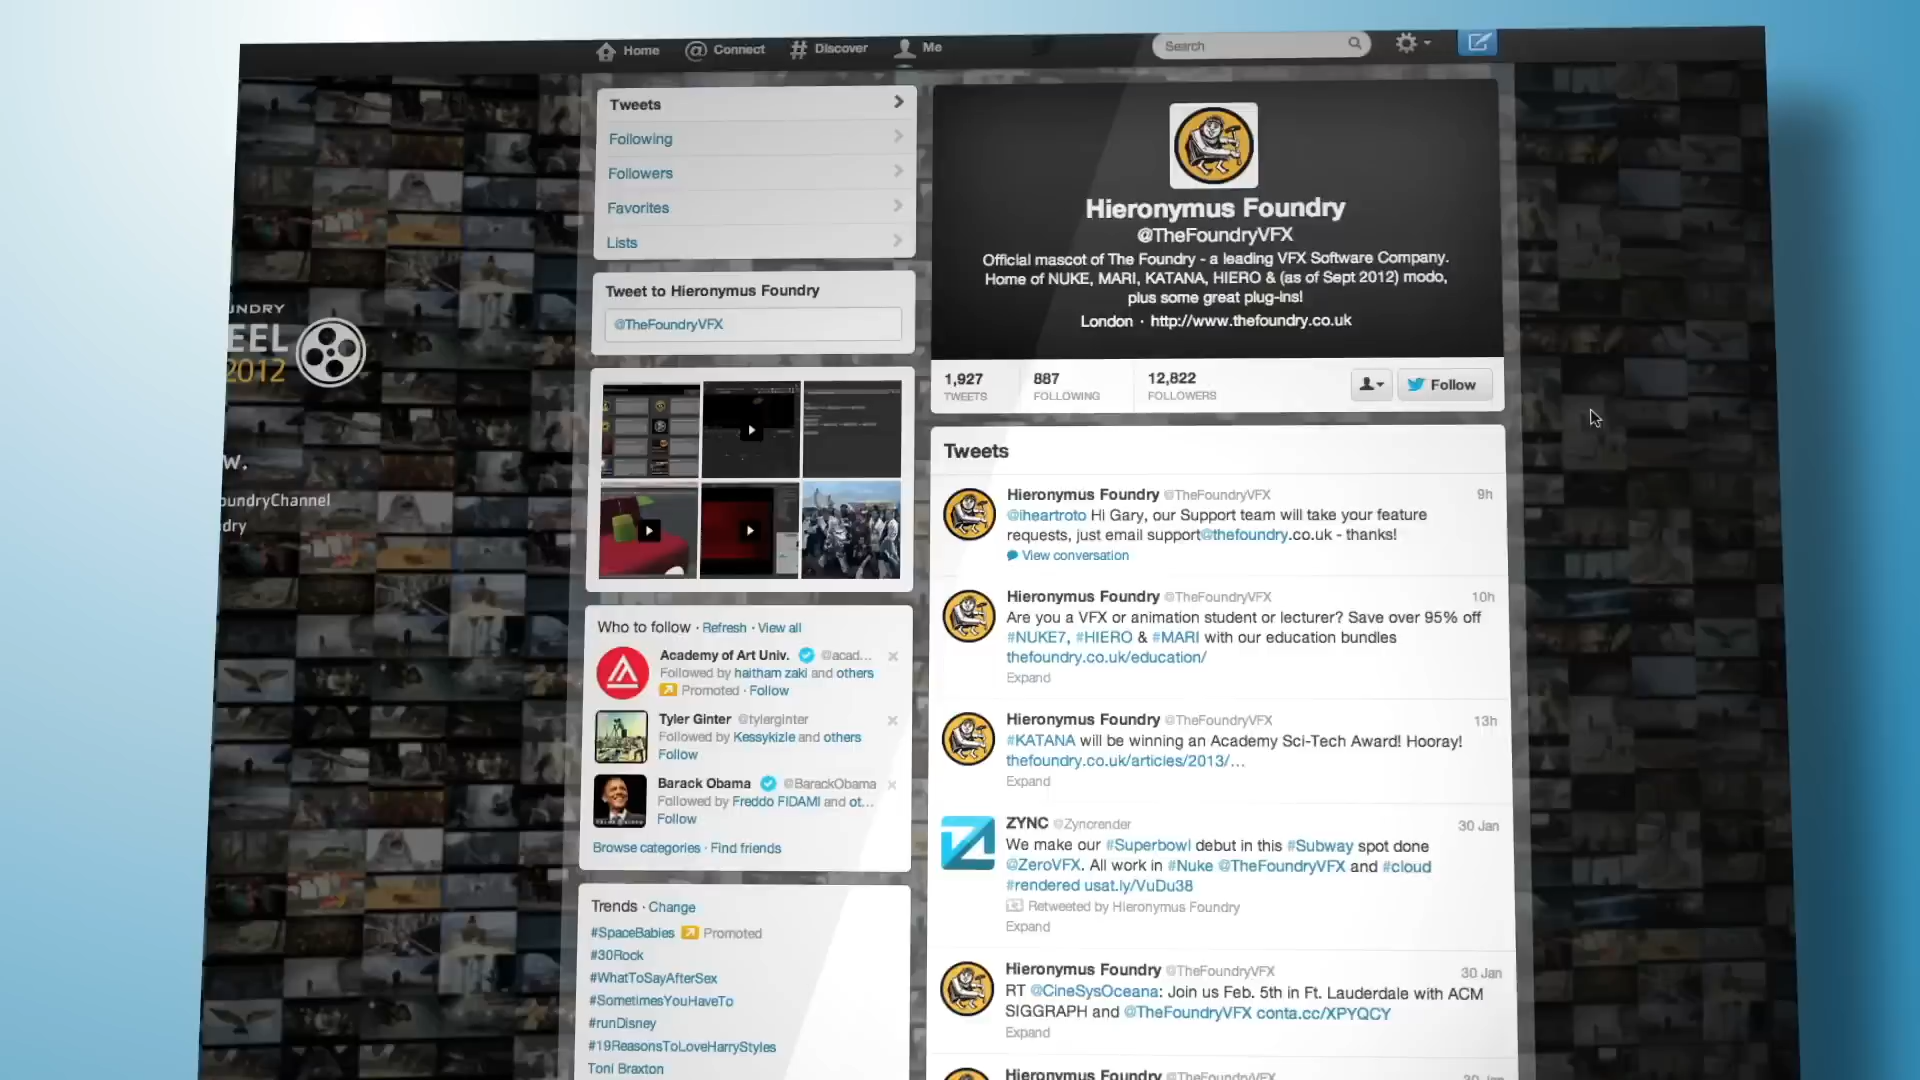 Home
Connect
Discover
Me
Search
UNDRY
EEL
2012
w.
oundryChannel
dry
Tweets
Following
Followers
Favorites
Lists
Tweet to Hieronymus Foundry
@TheFoundryVFX
Who to follow · Refresh · View all
Academy of Art Univ. @acad...
Followed by haitham zaki and others
Promoted · Follow
Tyler Ginter @tylerginter
Followed by Kessykizle and others
Follow
Barack Obama @BarackObama
Followed by Freddo FIDAMI and ot...
Follow
Browse categories · Find friends
Trends · Change
#SpaceBabies Promoted
#30Rock
#WhatToSayAfterSex
#SometimesYouHaveTo
#runDisney
#19ReasonsToLoveHarryStyles
Toni Braxton
Hieronymus Foundry
@TheFoundryVFX
Official mascot of The Foundry - a leading VFX Software Company.
Home of NUKE, MARI, KATANA, HIERO & (as of Sept 2012) modo,
plus some great plug-ins!
London · http://www.thefoundry.co.uk
1,927
TWEETS
887
FOLLOWING
12,822
FOLLOWERS
Follow
Tweets
Hieronymus Foundry @TheFoundryVFX 9h
@iheartroto Hi Gary, our Support team will take your feature
requests, just email support@thefoundry.co.uk - thanks!
View conversation
Hieronymus Foundry @TheFoundryVFX 10h
Are you a VFX or animation student or lecturer? Save over 95% off
#NUKE7, #HIERO & #MARI with our education bundles
thefoundry.co.uk/education/
Expand
Hieronymus Foundry @TheFoundryVFX 13h
#KATANA will be winning an Academy Sci-Tech Award! Hooray!
thefoundry.co.uk/articles/2013/...
Expand
ZYNC @Zyncrender 30 Jan
We make our #Superbowl debut in this #Subway spot done
@ZeroVFX. All work in #Nuke @TheFoundryVFX and #cloud
#rendered usat.ly/VuDu38
Retweeted by Hieronymus Foundry
Expand
Hieronymus Foundry @TheFoundryVFX 30 Jan
RT @CineSysOceana: Join us Feb. 5th in Ft. Lauderdale with ACM
SIGGRAPH and @TheFoundryVFX conta.cc/XPYQCY
Expand
Hieronymus Foundry @TheFoundryVFX 30 Jan